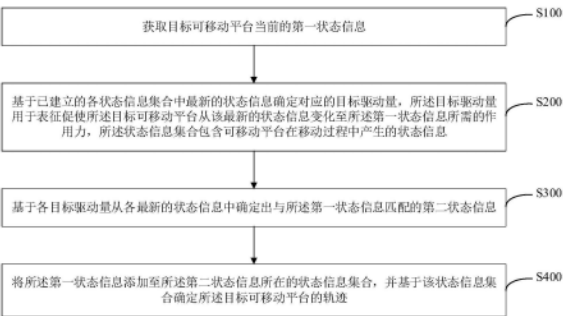 获取目标可移动平台当前的第一状态信息
S100
基于已建立的各状态信息集合中最新的状态信息确定对应的目标驱动量，所述目标驱动量
用于表征促使所述目标可移动平台从该最新的状态信息变化至所述第一状态信息所需的作
用力，所述状态信息集合包含可移动平台在移动过程中产生的状态信息
S200
基于各目标驱动量从各最新的状态信息中确定出与所述第一状态信息匹配的第二状态信息
S300
将所述第一状态信息添加至所述第二状态信息所在的状态信息集合，并基于该状态信息集
合确定所述目标可移动平台的轨迹
S400